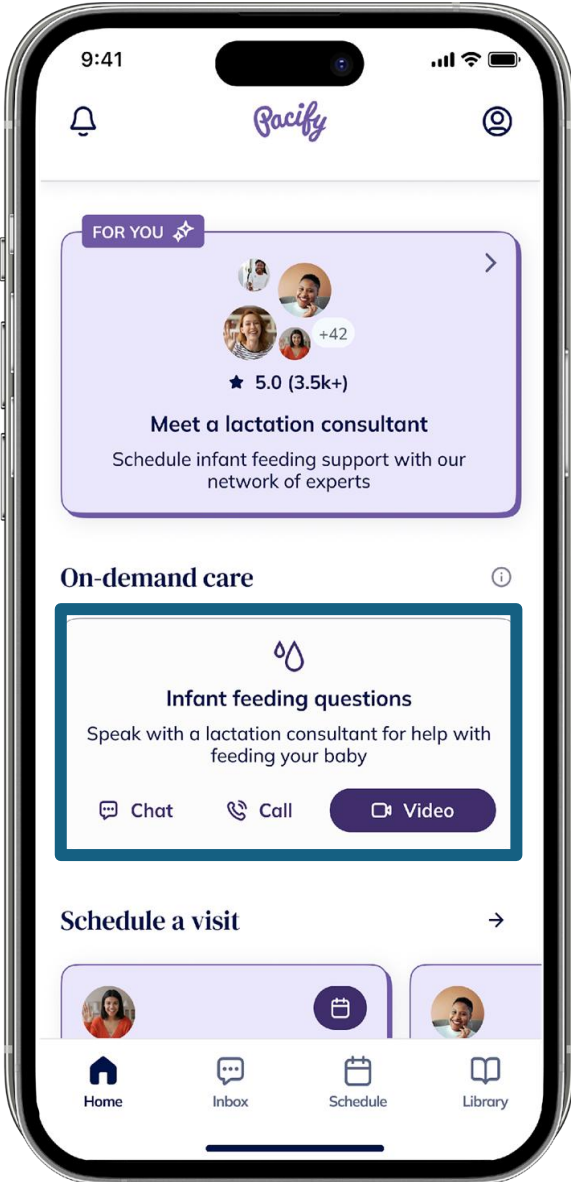 9:41
Pacify
FOR YOU
+42
5.0 (3.5k+)
Meet a lactation consultant
Schedule infant feeding support with our
network of experts
On-demand care
Infant feeding questions
Speak with a lactation consultant for help with
feeding your baby
Chat Call Video
Schedule a visit
Home Inbox Schedule Library